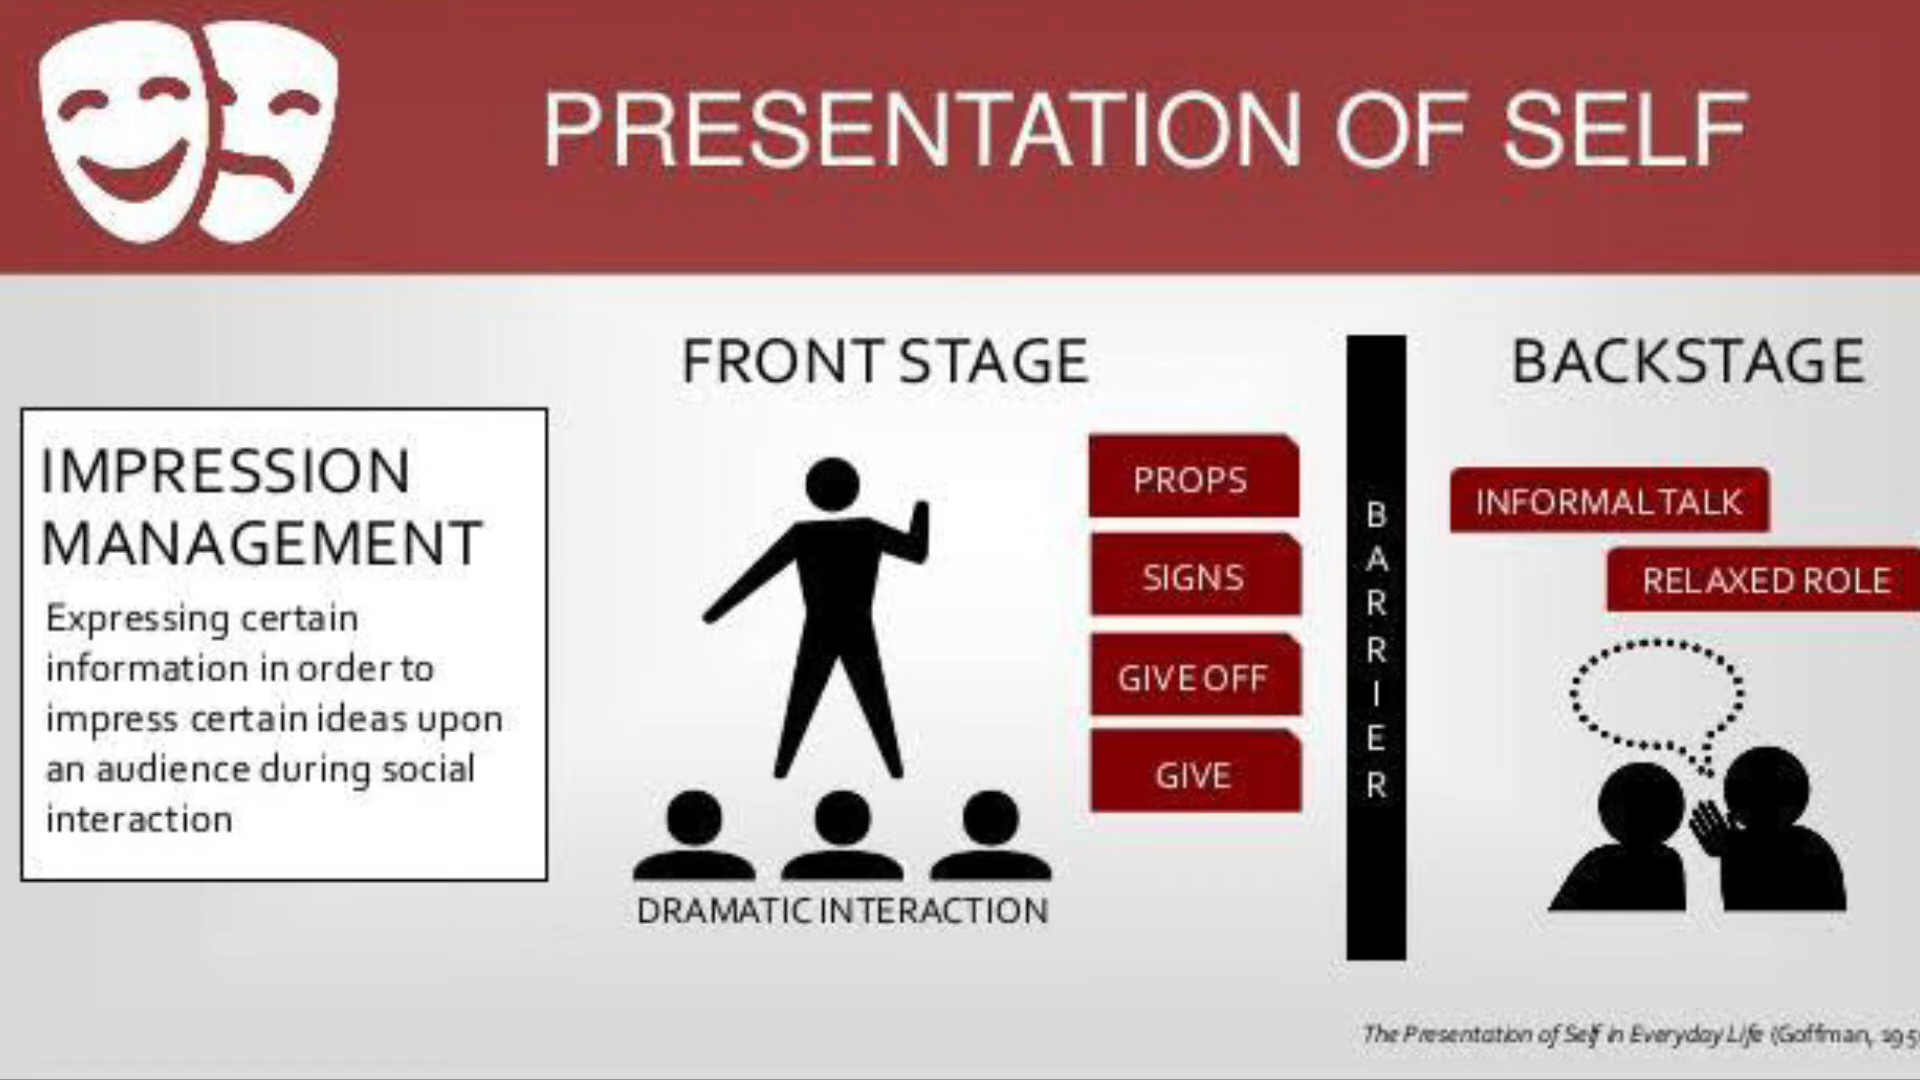 PRESENTATION OF SELF
IMPRESSION
MANAGEMENT
Expressing certain
information in order to
impress certain ideas upon
an audience during social
interaction
FRONT STAGE
PROPS
SIGNS
GIVE OFF
GIVE
DRAMATIC INTERACTION
BARRIER
BACKSTAGE
INFORMAL TALK
RELAXED ROLE
The Presentation of Self in Everyday Life (Goffman,